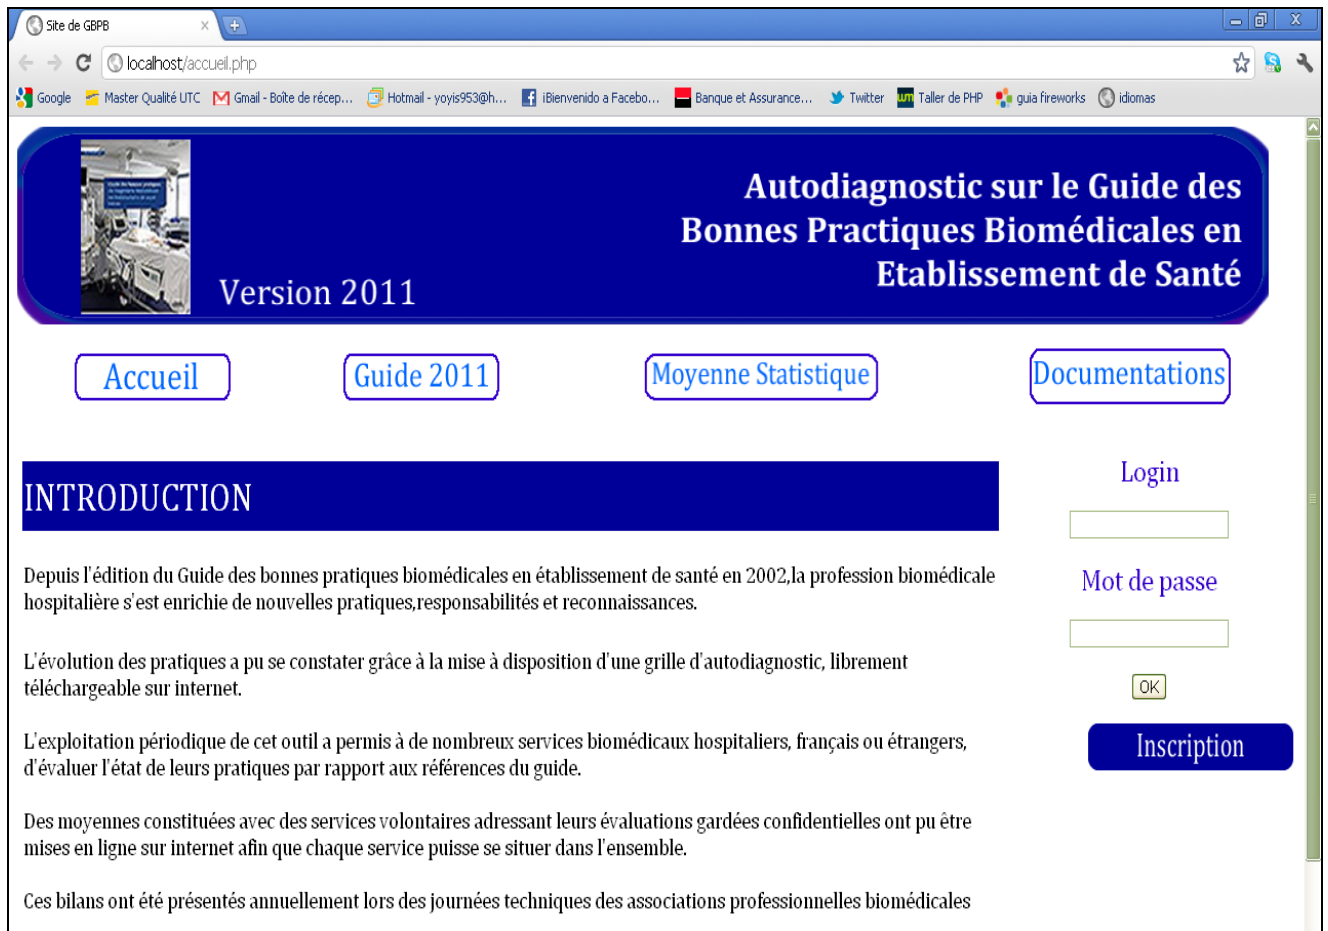 Site de GBPB
localhost/accueil.php
Google Master Qualité UTC Gmail - Boîte de récep... Hotmail - yoyis953@h... iBienvenido a Facebo... Banque et Assurance... Twitter Taller de PHP guia fireworks idiomas
Autodiagnostic sur le Guide des
Bonnes Practiques Biomédicales en
Etablissement de Santé
Version 2011
Accueil Guide 2011 Moyenne Statistique Documentations
INTRODUCTION
Depuis l'édition du Guide des bonnes pratiques biomédicales en établissement de santé en 2002,la profession biomédicale
hospitalière s'est enrichie de nouvelles pratiques,responsabilités et reconnaissances.
L'évolution des pratiques a pu se constater grâce à la mise à disposition d'une grille d'autodiagnostic, librement
téléchargeable sur internet.
L'exploitation périodique de cet outil a permis à de nombreux services biomédicaux hospitaliers, français ou étrangers,
d'évaluer l'état de leurs pratiques par rapport aux références du guide.
Des moyennes constituées avec des services volontaires adressant leurs évaluations gardées confidentielles ont pu être
mises en ligne sur internet afin que chaque service puisse se situer dans l'ensemble.
Ces bilans ont été présentés annuellement lors des journées techniques des associations professionnelles biomédicales
Login
Mot de passe
OK
Inscription